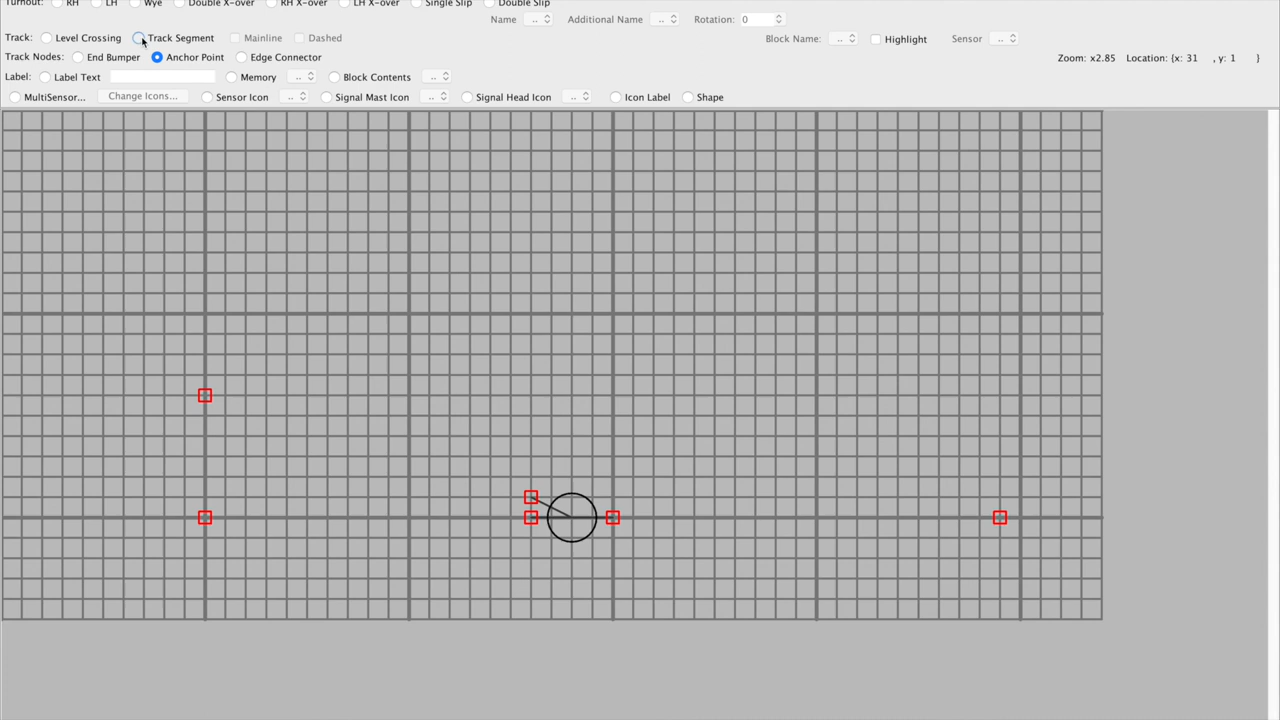 Turnout: RH LH Wye Double X-over RH X-over LH X-over Single Slip Double Slip
Name .. Additional Name .. Rotation: 0
Track: Level Crossing Track Segment Mainline Dashed Block Name: .. Highlight Sensor ..
Track Nodes: End Bumper Anchor Point Edge Connector Zoom: x2.85 Location: {x: 31 , y: 1 }
Label: Label Text Memory .. Block Contents ..
MultiSensor... Change Icons... Sensor Icon .. Signal Mast Icon .. Signal Head Icon .. Icon Label Shape